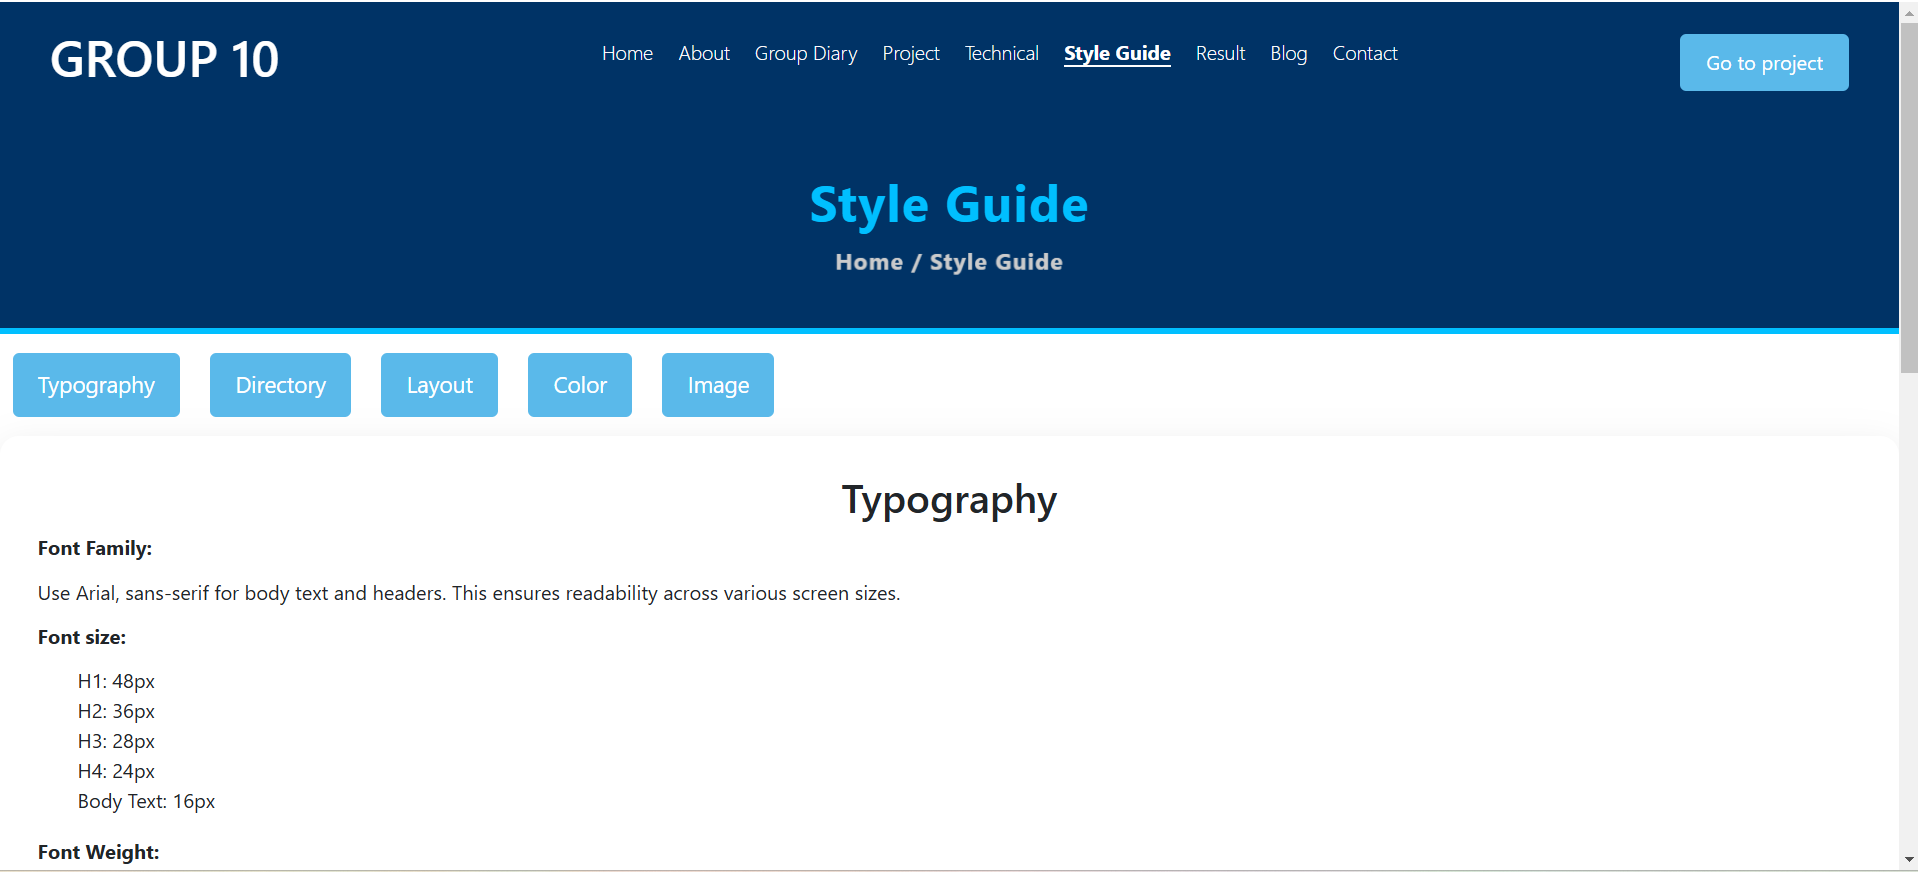 GROUP 10
Home About Group Diary Project Technical Style Guide Result Blog Contact
Go to project
Style Guide
Home / Style Guide
Typography Directory Layout Color Image
Typography
Font Family:
Use Arial, sans-serif for body text and headers. This ensures readability across various screen sizes.
Font size:
H1: 48px
H2: 36px
H3: 28px
H4: 24px
Body Text: 16px
Font Weight: